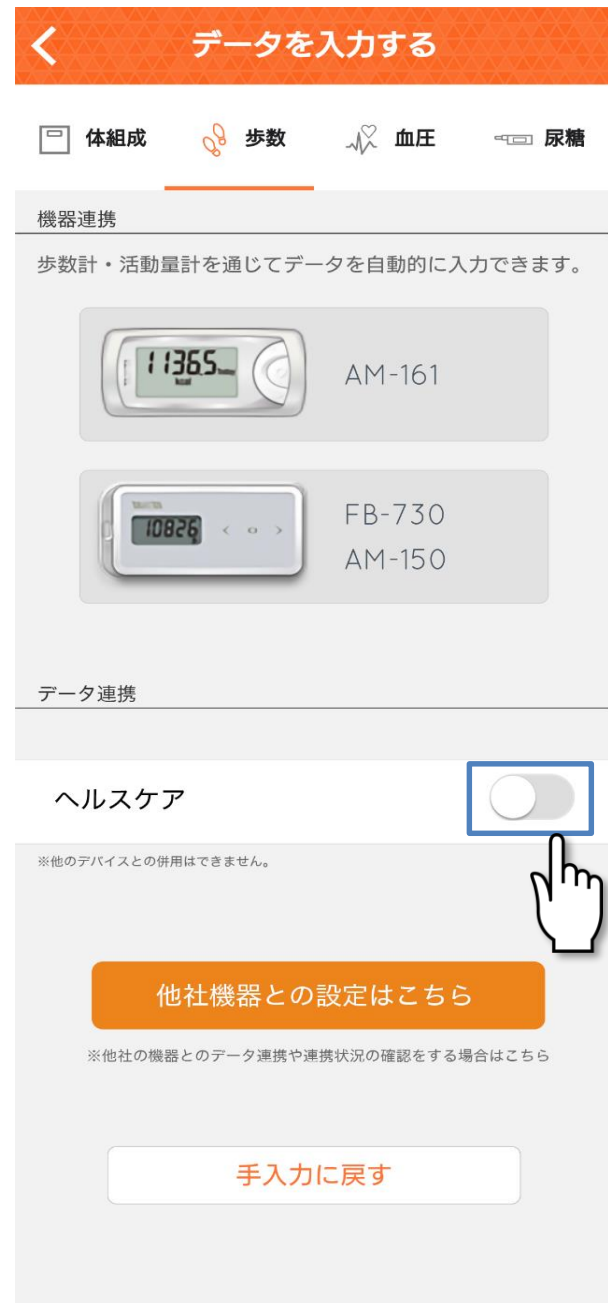 データを入力する
体組成
歩数
血圧
尿糖
機器連携
歩数計・活動量計を通じてデータを自動的に入力できます。
1136.5
kcal
AM-161
TANITA
10826
FB-730
AM-150
データ連携
ヘルスケア
※他のデバイスとの併用はできません。
他社機器との設定はこちら
※他社の機器とのデータ連携や連携状況の確認をする場合はこちら
手入力に戻す